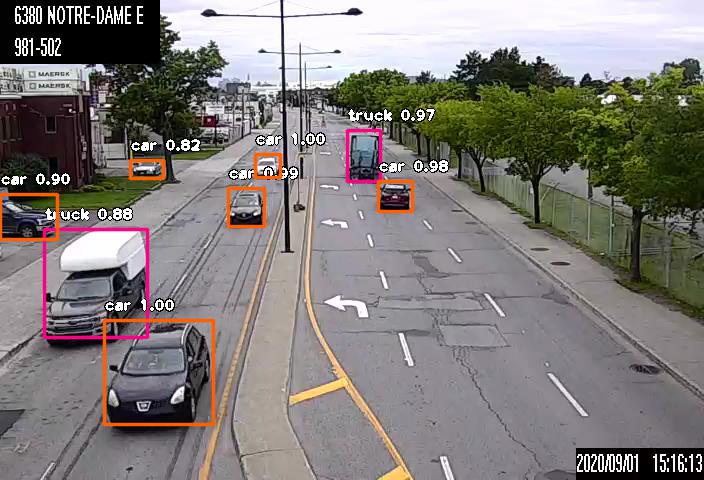 6380 NOTRE-DAME E
981-502
MAERSK
MAERSK
truck 0.97
car 1.00
car 0.82
car 0.98
car 0.99
car 0.90
truck 0.88
car 1.00
2020/09/01 15:16:13